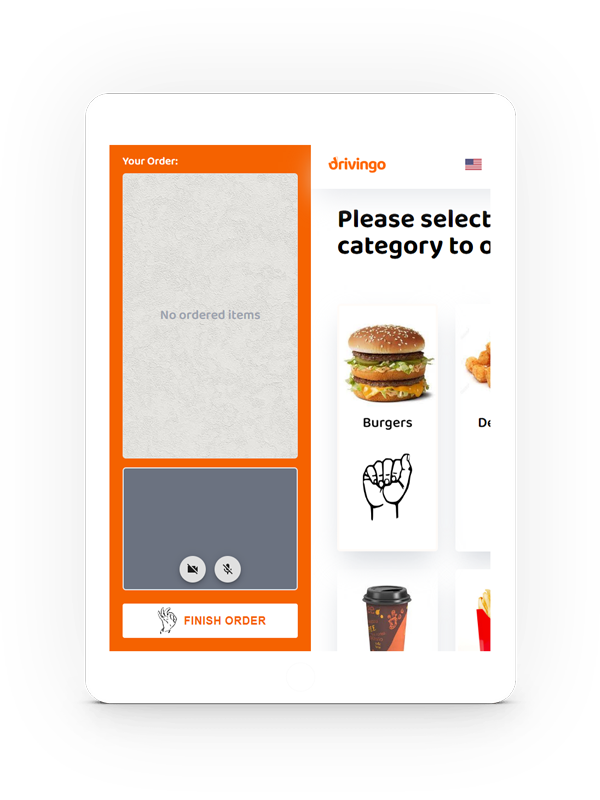 Your Order:
No ordered items
FINISH ORDER
drivingo
Please select
category to o
Burgers
De